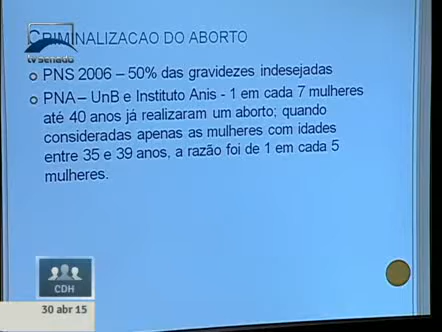 CRIMINALIZACAO DO ABORTO
tv senado
PNS 2006 – 50% das gravidezes indesejadas
PNA – UnB e Instituto Anis - 1 em cada 7 mulheres
até 40 anos já realizaram um aborto; quando
consideradas apenas as mulheres com idades
entre 35 e 39 anos, a razão foi de 1 em cada 5
mulheres.
CDH
30 abr 15